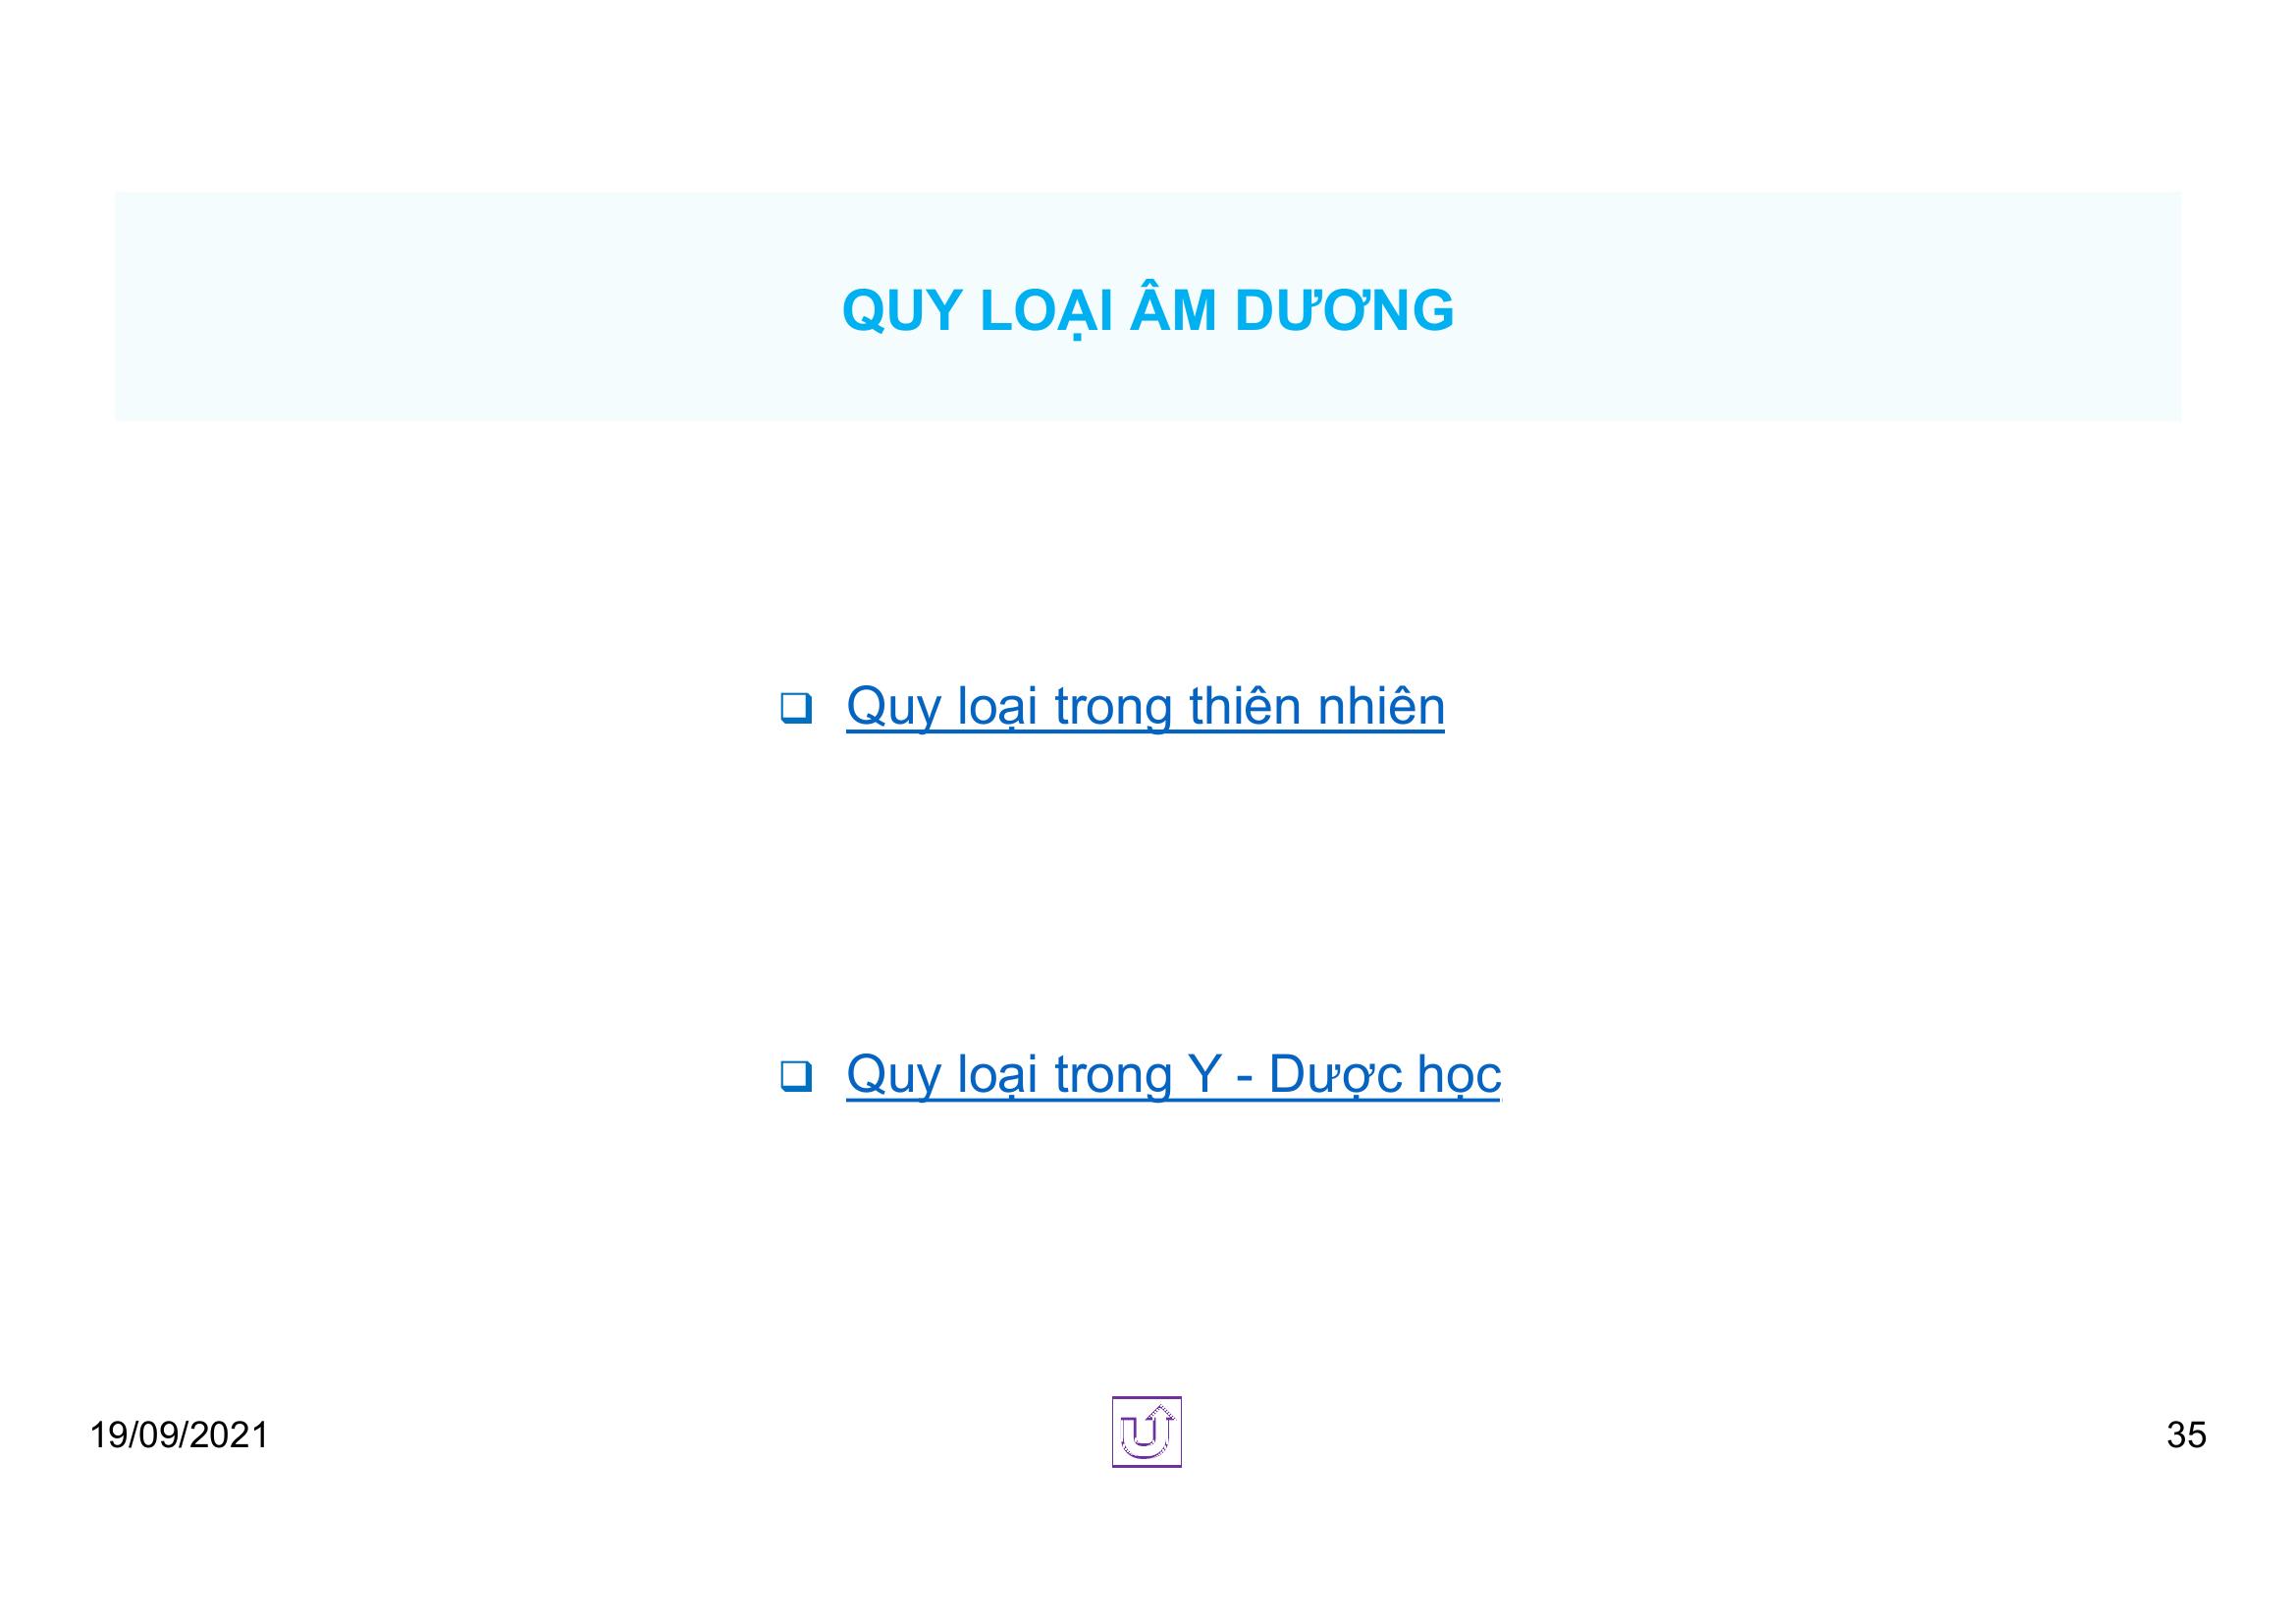 QUY LOẠI ÂM DƯƠNG
❑ Quy loại trong thiên nhiên
❑ Quy loại trong Y - Dược học
19/09/2021
35